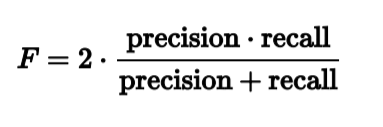 F = 2 · precision · recall / precision + recall